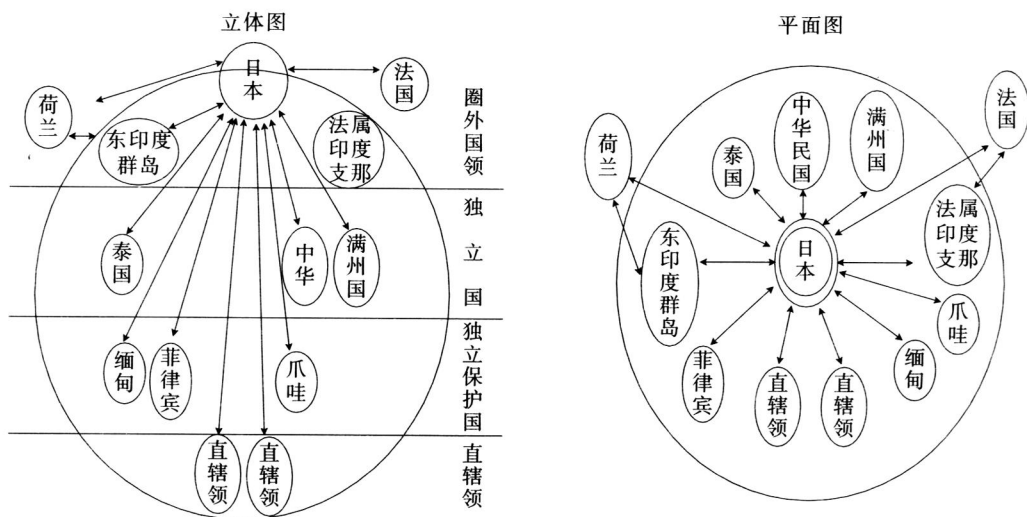 立体图
日本
荷兰
法国
东印度群岛
法属印度支那
圈外国领
泰国
中华
满州国
独立国
缅甸
菲律宾
爪哇
独立保护国
直辖领
直辖领
直辖领
平面图
荷兰
泰国
中华民国
满州国
法国
东印度群岛
日本
法属印度支那
爪哇
菲律宾
直辖领
直辖领
缅甸